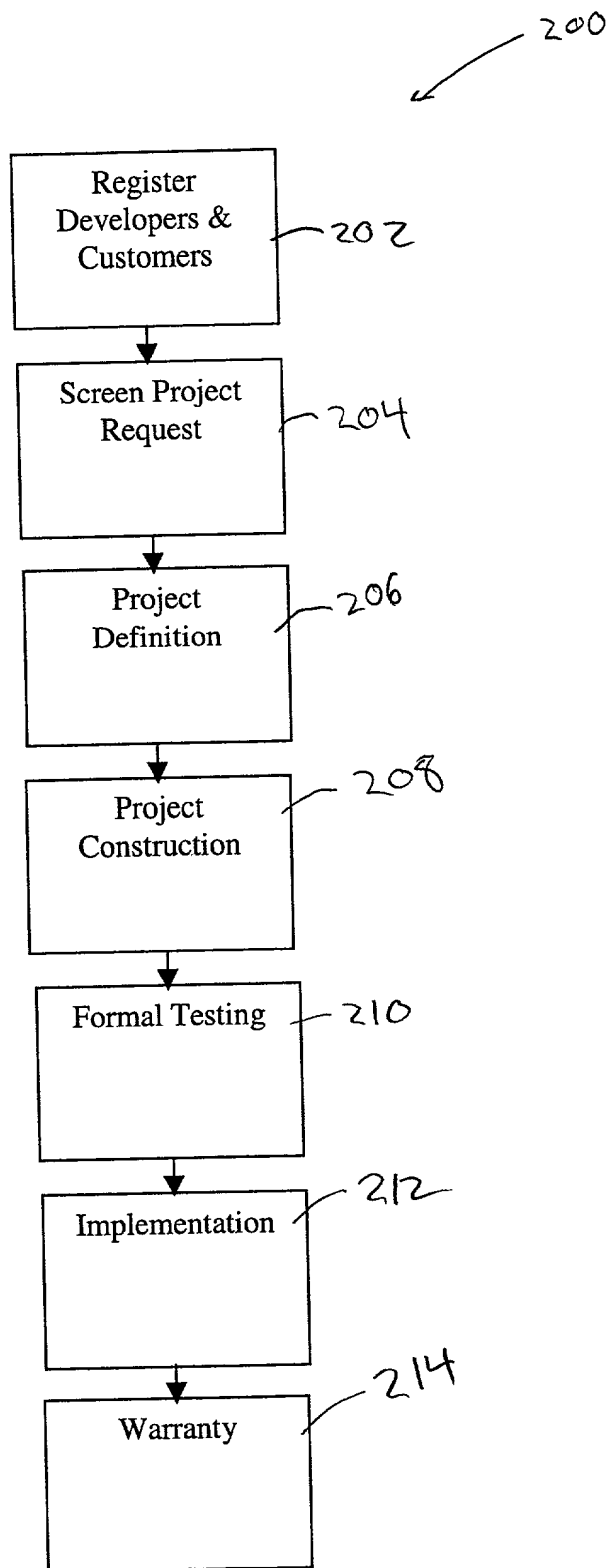 200
Register
Developers &
Customers
202
Screen Project
Request
204
Project
Definition
206
Project
Construction
208
Formal Testing
210
Implementation
212
Warranty
214